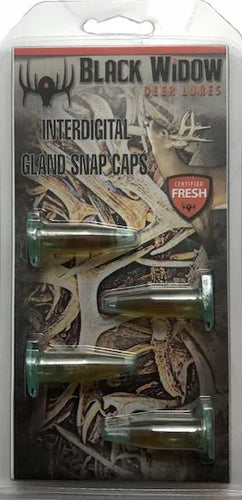 BLACK WIDOW
DEER LURES
INTERDIGITAL
GLAND SNAP CAPS
CERTIFIED
FRESH